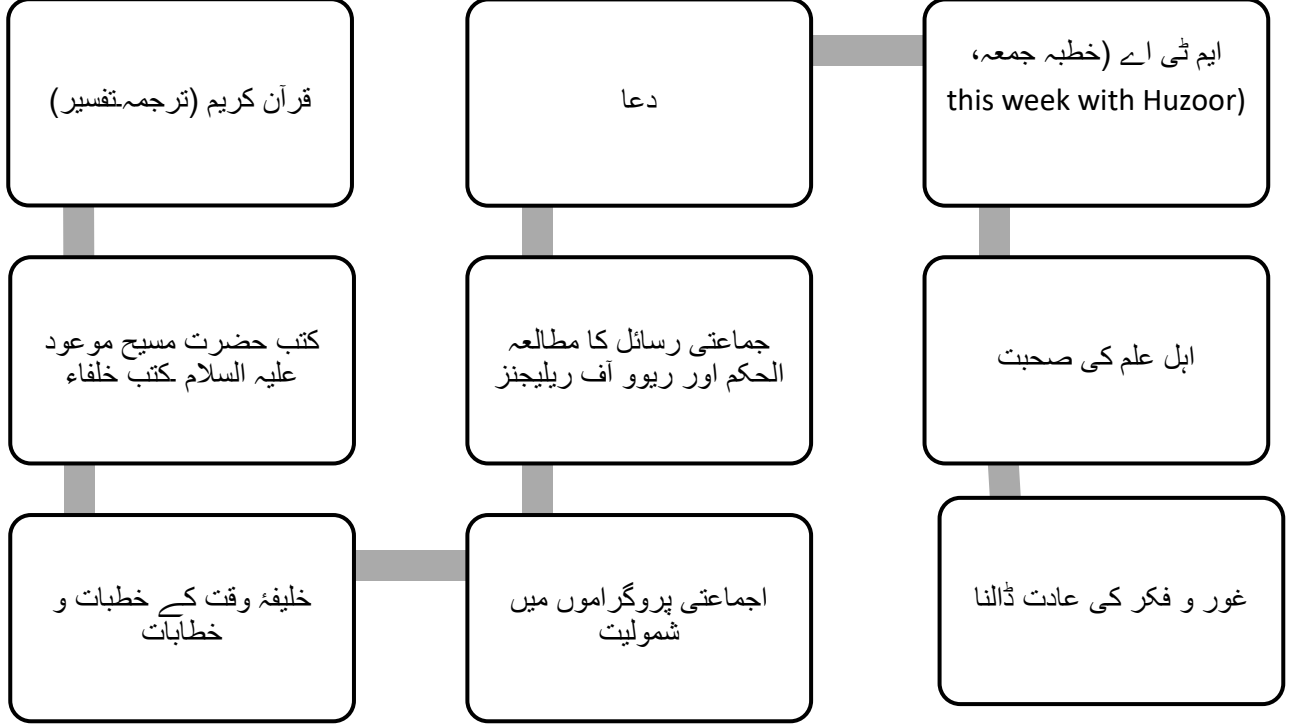 قرآن کریم (ترجمہ۔تفسیر)
کتب حضرت مسیح موعود
علیہ السلام ۔کتب خلفاء
خلیفۂ وقت کے خطبات و
خطابات
اجماعتی پروگراموں میں
شمولیت
جماعتی رسائل کا مطالعہ
الحکم اور ریوو آف ریلیجنز
دعا
ایم ٹی اے (خطبہ جمعہ،
this week with Huzoor)
اہل علم کی صحبت
غور و فکر کی عادت ڈالنا